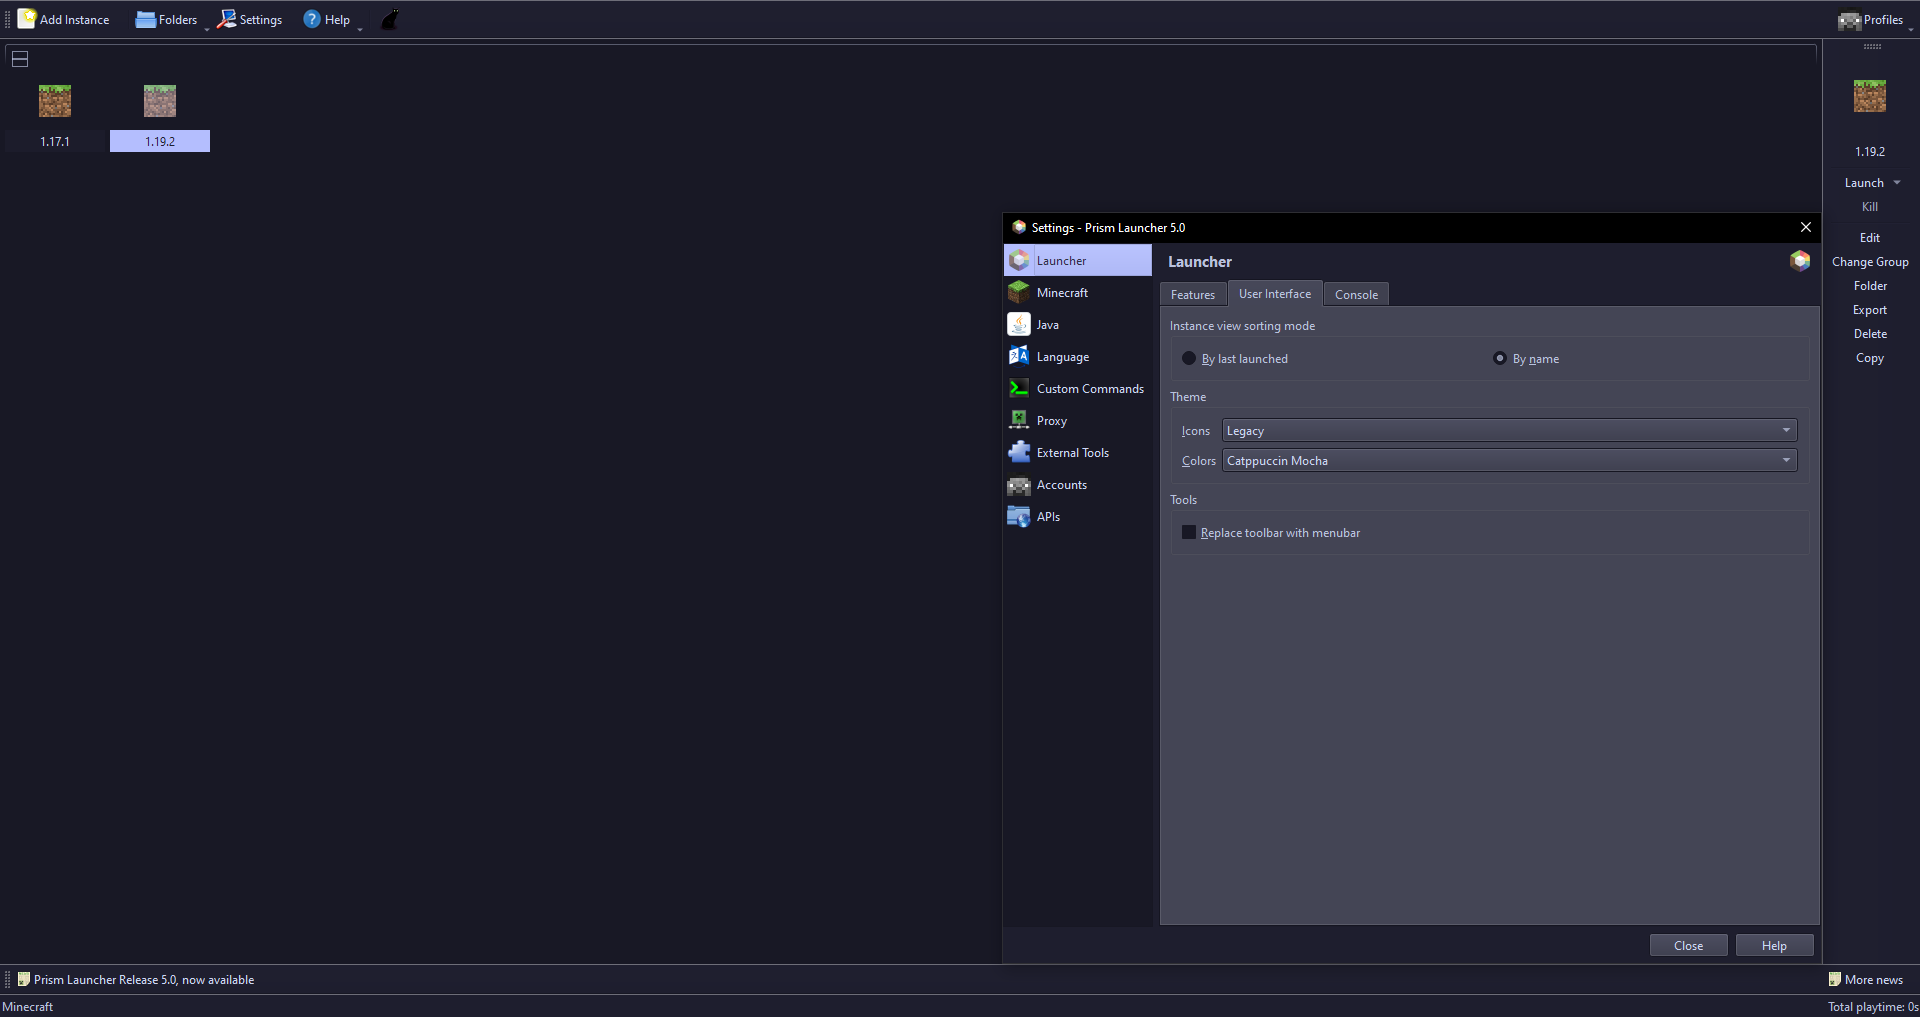 Add Instance Folders Settings Help Profiles
1.17.1 1.19.2
1.19.2
Launch
Kill
Edit
Change Group
Folder
Export
Delete
Copy
Settings - Prism Launcher 5.0
Launcher
Minecraft
Java
Language
Custom Commands
Proxy
External Tools
Accounts
APIs
Launcher
Features User Interface Console
Instance view sorting mode
By last launched By name
Theme
Icons Legacy
Colors Catppuccin Mocha
Tools
Replace toolbar with menubar
Close Help
Prism Launcher Release 5.0, now available More news
Minecraft Total playtime: 0s